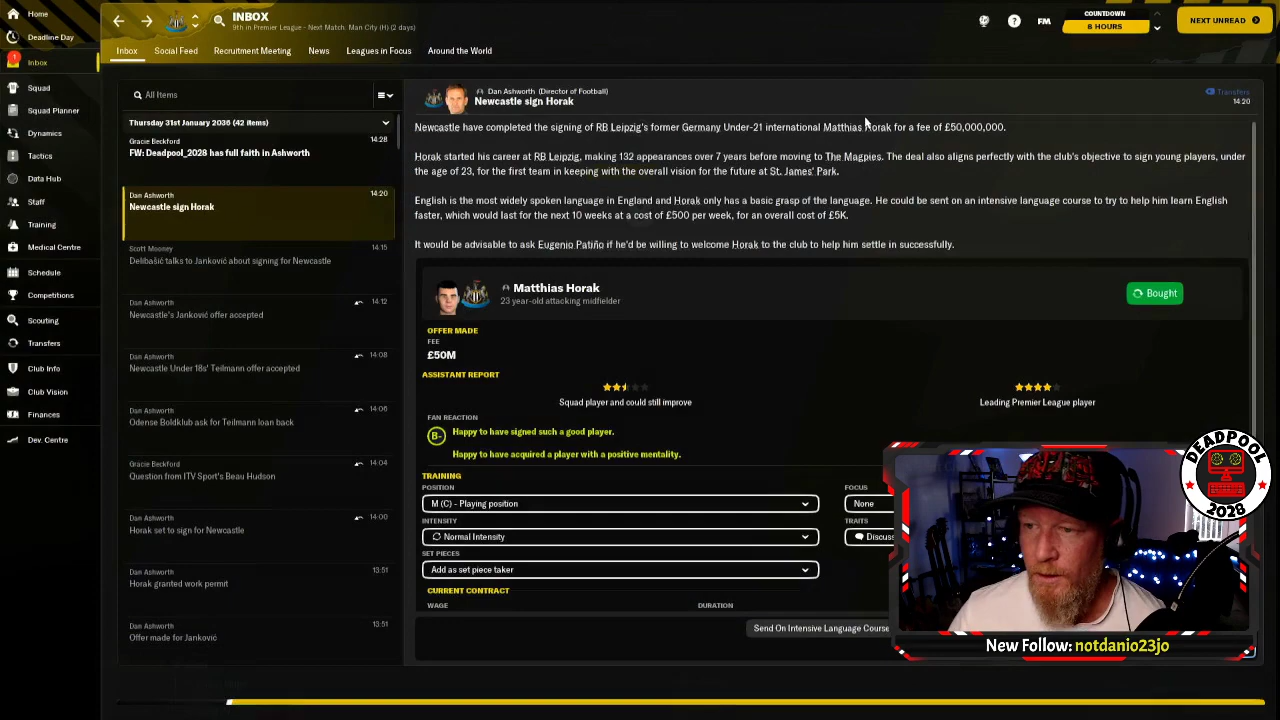 Home
Deadline Day
Inbox
Squad
Squad Planner
Dynamics
Tactics
Data Hub
Staff
Training
Medical Centre
Schedule
Competitions
Scouting
Transfers
Club Info
Club Vision
Finances
Dev. Centre
INBOX
9th in Premier League - Next Match: Man City (H) (2 days)
FM
COUNTDOWN
8 HOURS
NEXT UNREAD
Inbox
Social Feed
Recruitment Meeting
News
Leagues in Focus
Around the World
All Items
Thursday 31st January 2036 (42 items)
Gracie Beckford
14:28
FW: Deadpool_2028 has full faith in Ashworth
Dan Ashworth
14:20
Newcastle sign Horak
Scott Mooney
14:15
Delibašić talks to Janković about signing for Newcastle
Dan Ashworth
14:12
Newcastle's Janković offer accepted
Dan Ashworth
14:08
Newcastle Under 18s' Teilmann offer accepted
Dan Ashworth
14:06
Odense Boldklub ask for Teilmann loan back
Gracie Beckford
14:04
Question from ITV Sport's Beau Hudson
Dan Ashworth
14:00
Horak set to sign for Newcastle
Dan Ashworth
13:51
Horak granted work permit
Dan Ashworth
13:51
Offer made for Janković
Dan Ashworth (Director of Football)
Newcastle sign Horak
Transfers
14:20
Newcastle have completed the signing of RB Leipzig's former Germany Under-21 international Matthias Horak for a fee of £50,000,000.
Horak started his career at RB Leipzig, making 132 appearances over 7 years before moving to The Magpies. The deal also aligns perfectly with the club's objective to sign young players, under
the age of 23, for the first team in keeping with the overall vision for the future at St. James' Park.
English is the most widely spoken language in England and Horak only has a basic grasp of the language. He could be sent on an intensive language course to try to help him learn English
faster, which would last for the next 10 weeks at a cost of £500 per week, for an overall cost of £5K.
It would be advisable to ask Eugenio Patiño if he'd be willing to welcome Horak to the club to help him settle in successfully.
Matthias Horak
23 year-old attacking midfielder
Bought
OFFER MADE
FEE
£50M
ASSISTANT REPORT
Squad player and could still improve
Leading Premier League player
FAN REACTION
B-
Happy to have signed such a good player.
Happy to have acquired a player with a positive mentality.
TRAINING
POSITION
M (C) - Playing position
FOCUS
None
INTENSITY
Normal Intensity
TRAITS
Discuss
SET PIECES
Add as set piece taker
CURRENT CONTRACT
WAGE
DURATION
Send On Intensive Language Course
DEADPOOL
2028
New Follow: notdanio23jo